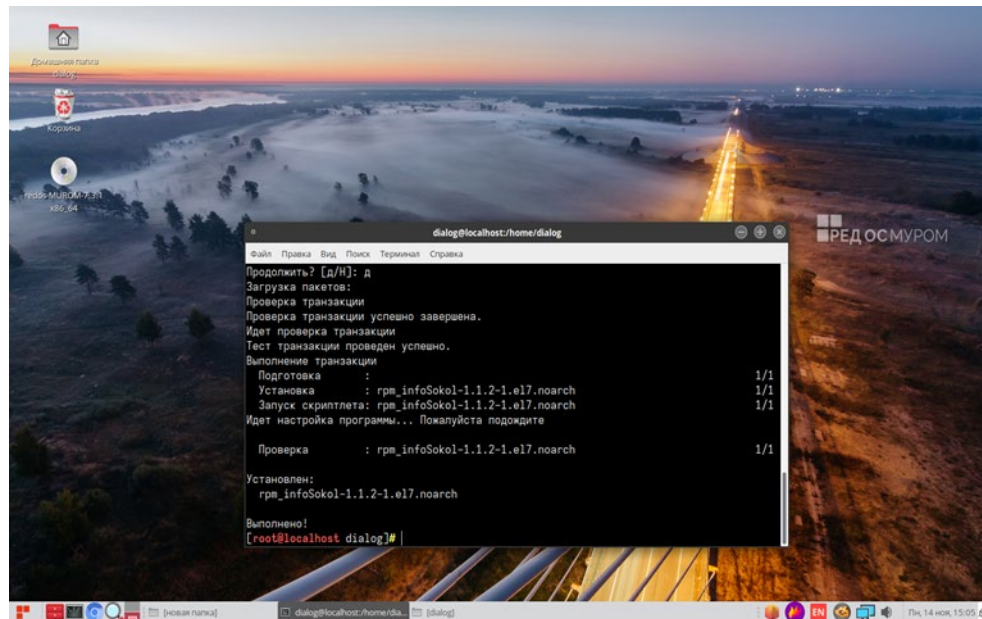 Домашняя папка
dialog
Корзина
redos-MUROM-7.3.1
x86_64
РЕД ОС МУРОМ
dialog@localhost:/home/dialog
Файл Правка Вид Поиск Терминал Справка
Продолжить? [д/Н]: д
Загрузка пакетов:
Проверка транзакции
Проверка транзакции успешно завершена.
Идет проверка транзакции
Тест транзакции проведен успешно.
Выполнение транзакции
Подготовка : 1/1
Установка : rpm_infoSokol-1.1.2-1.el7.noarch 1/1
Запуск скриптлета: rpm_infoSokol-1.1.2-1.el7.noarch 1/1
Идет настройка программы... Пожалуйста подождите
Проверка : rpm_infoSokol-1.1.2-1.el7.noarch 1/1
Установлен:
rpm_infoSokol-1.1.2-1.el7.noarch
Выполнено!
[root@localhost dialog]#
[новая папка] dialog@localhost:/home/dia... [dialog] EN Пн, 14 ноя, 15:05